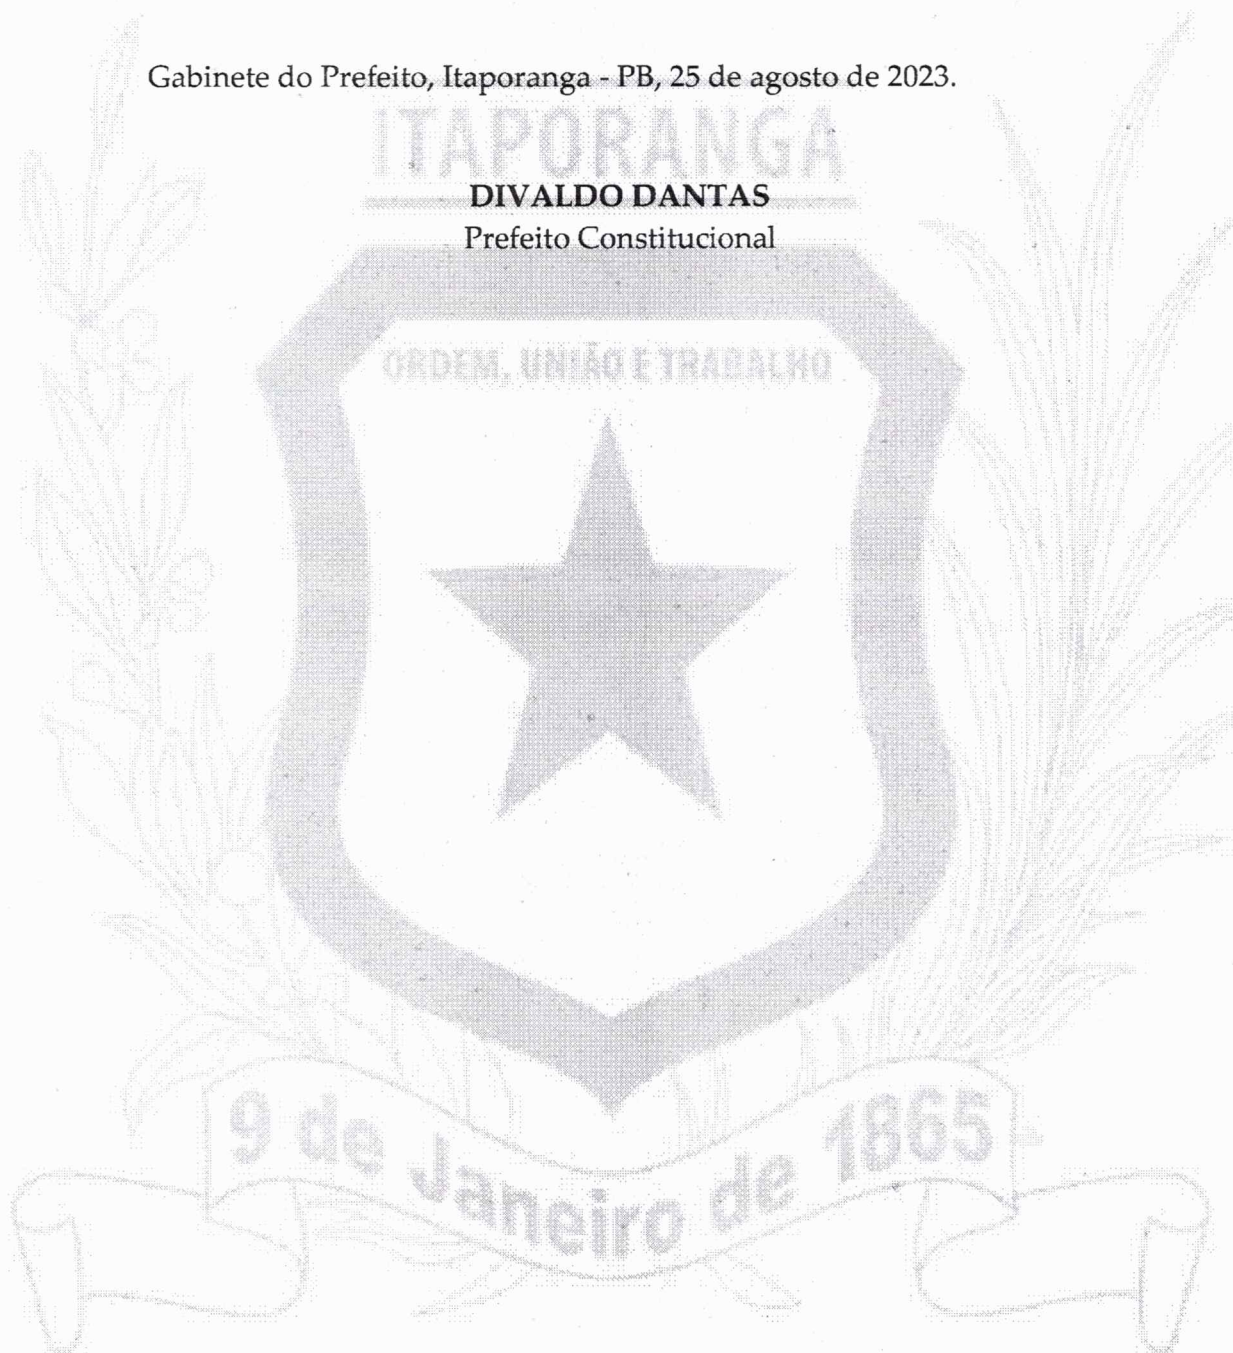 Gabinete do Prefeito, Itaporanga - PB, 25 de agosto de 2023.
ITAPORANGA
DIVALDO DANTAS
Prefeito Constitucional
ORDEM, UNIÃO E TRABALHO
9 de Janeiro de 1865